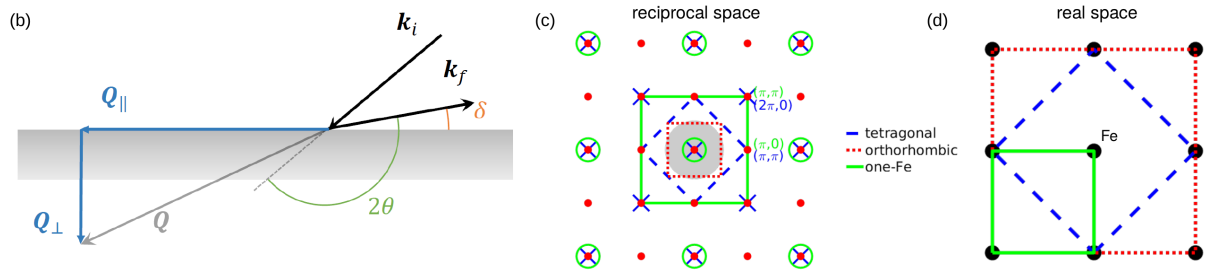 (b)
k_i
k_f
Q_∥
δ
Q_⊥
Q
2θ
(c)
reciprocal space
(π,π)
(2π,0)
(π,0)
(π,π)
(d)
real space
Fe
tetragonal
orthorhombic
one-Fe